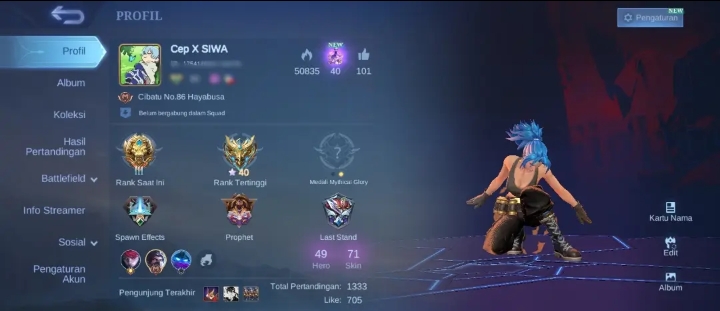 PROFIL
NEW
Pengaturan
Profil
Album
Koleksi
Hasil
Pertandingan
Battlefield
Info Streamer
Sosial
Pengaturan
Akun
Cep X SIWA
NEW
50835
40
101
Cibatu No.86 Hayabusa
Belum tergabung dalam Squad
Rank Saat Ini
40
Rank Tertinggi
?
Medali Mythical Glory
Spawn Effects
Prophet
Last Stand
49
Hero
71
Skin
Pengunjung Terakhir
Total Pertandingan: 1333
Like: 705
Kartu Nama
Edit
Album